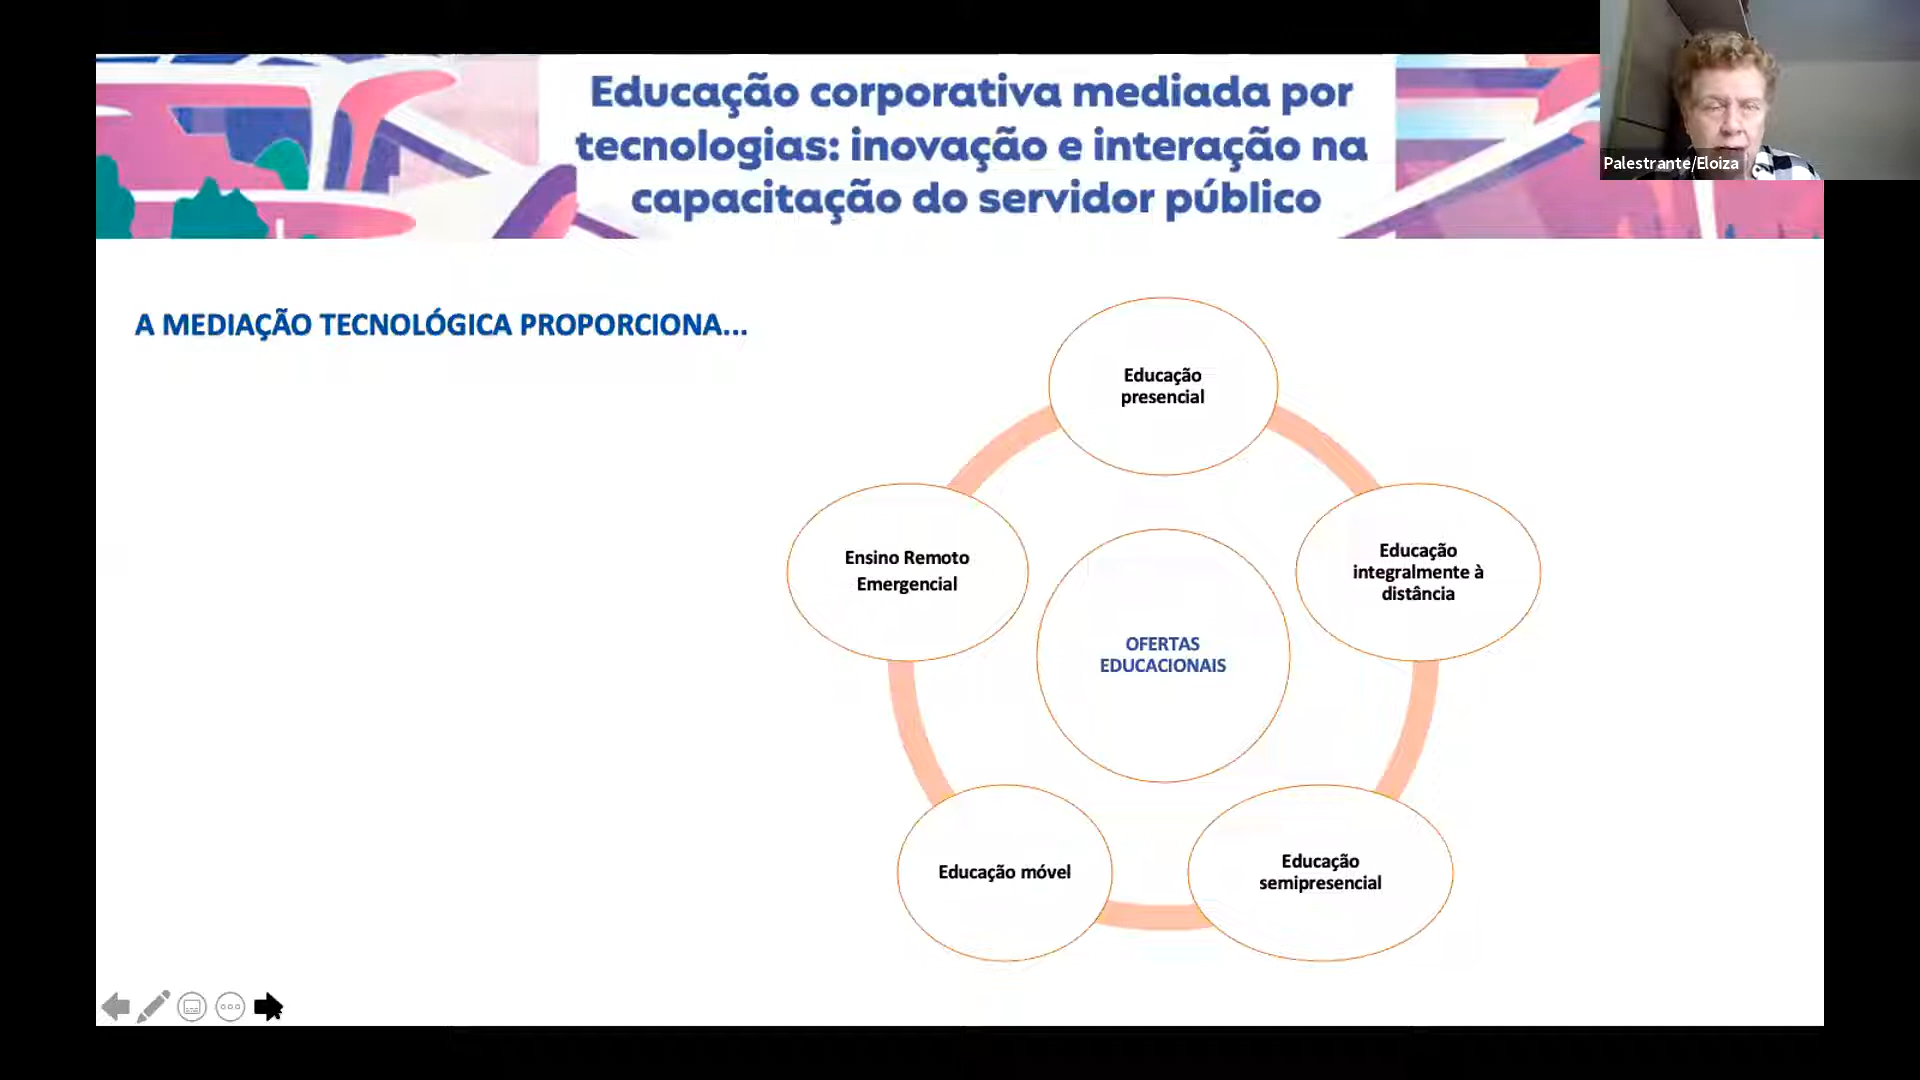 Educação corporativa mediada por
tecnologias: inovação e interação na
capacitação do servidor público
Palestrante/Eloiza
A MEDIAÇÃO TECNOLÓGICA PROPORCIONA...
Educação
presencial
Ensino Remoto
Emergencial
Educação
integralmente à
distância
OFERTAS
EDUCACIONAIS
Educação móvel
Educação
semipresencial